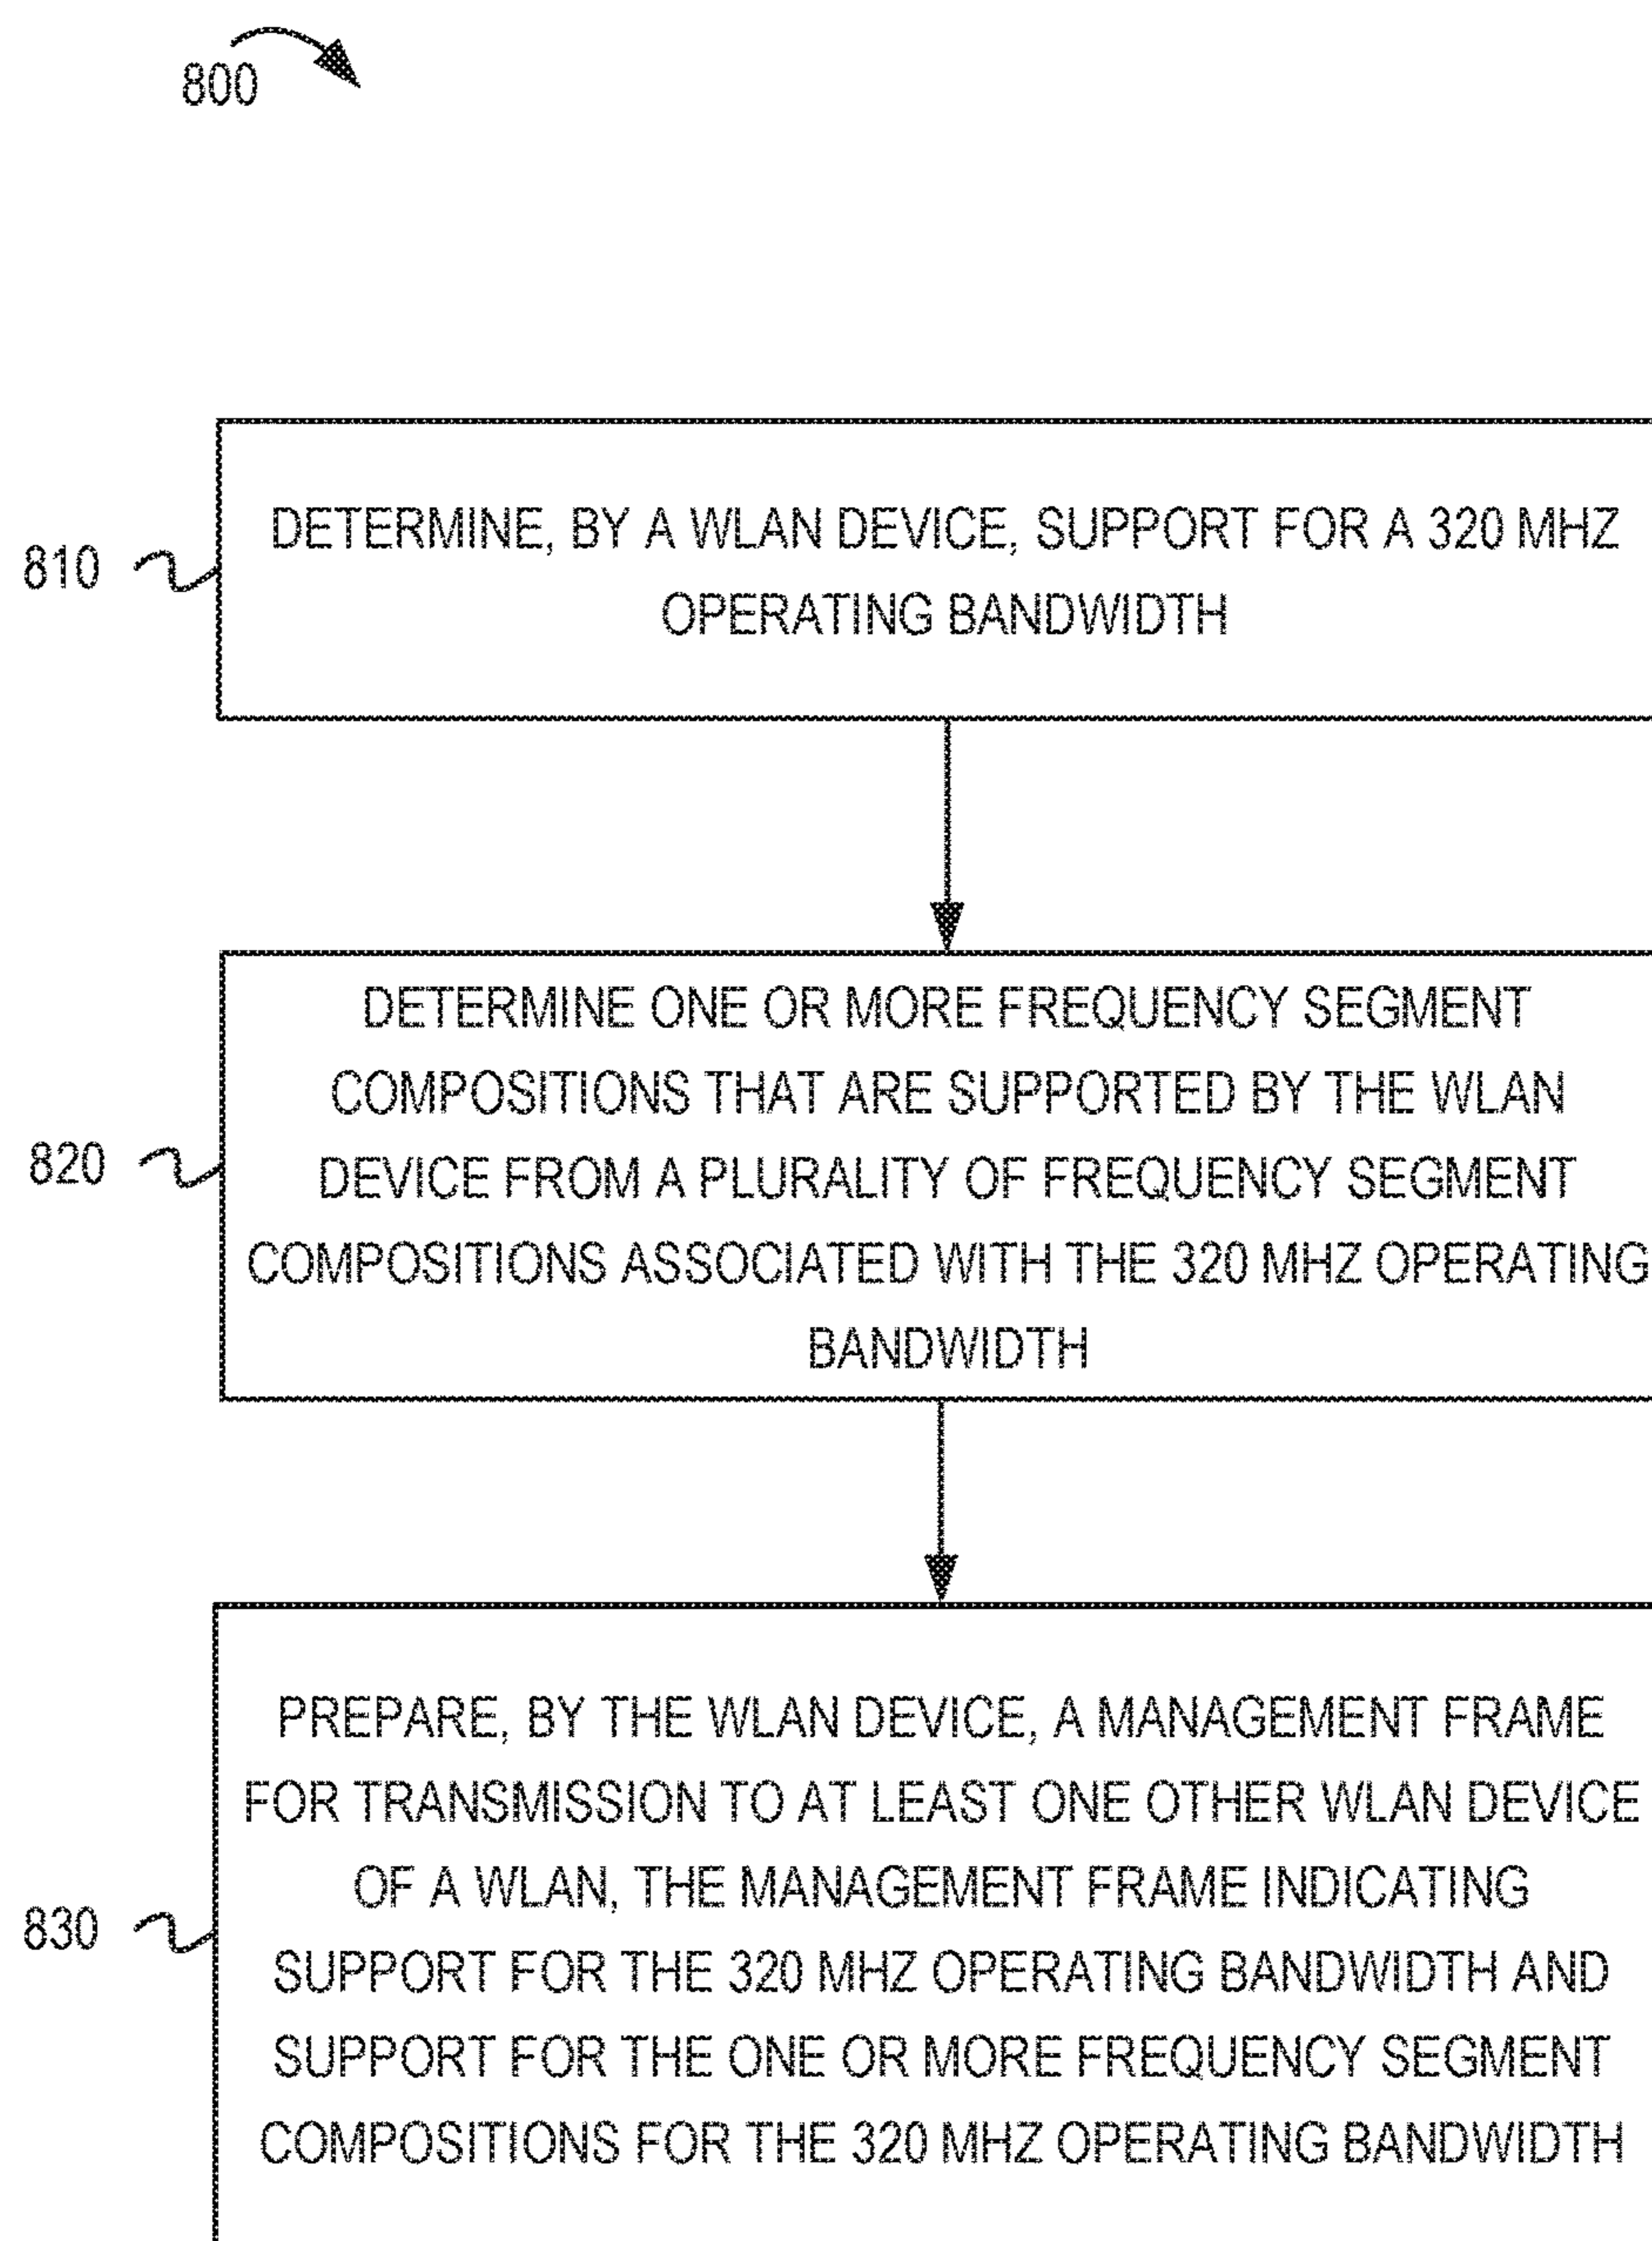 800
810
DETERMINE, BY A WLAN DEVICE, SUPPORT FOR A 320 MHZ
OPERATING BANDWIDTH
820
DETERMINE ONE OR MORE FREQUENCY SEGMENT
COMPOSITIONS THAT ARE SUPPORTED BY THE WLAN
DEVICE FROM A PLURALITY OF FREQUENCY SEGMENT
COMPOSITIONS ASSOCIATED WITH THE 320 MHZ OPERATING
BANDWIDTH
830
PREPARE, BY THE WLAN DEVICE, A MANAGEMENT FRAME
FOR TRANSMISSION TO AT LEAST ONE OTHER WLAN DEVICE
OF A WLAN, THE MANAGEMENT FRAME INDICATING
SUPPORT FOR THE 320 MHZ OPERATING BANDWIDTH AND
SUPPORT FOR THE ONE OR MORE FREQUENCY SEGMENT
COMPOSITIONS FOR THE 320 MHZ OPERATING BANDWIDTH